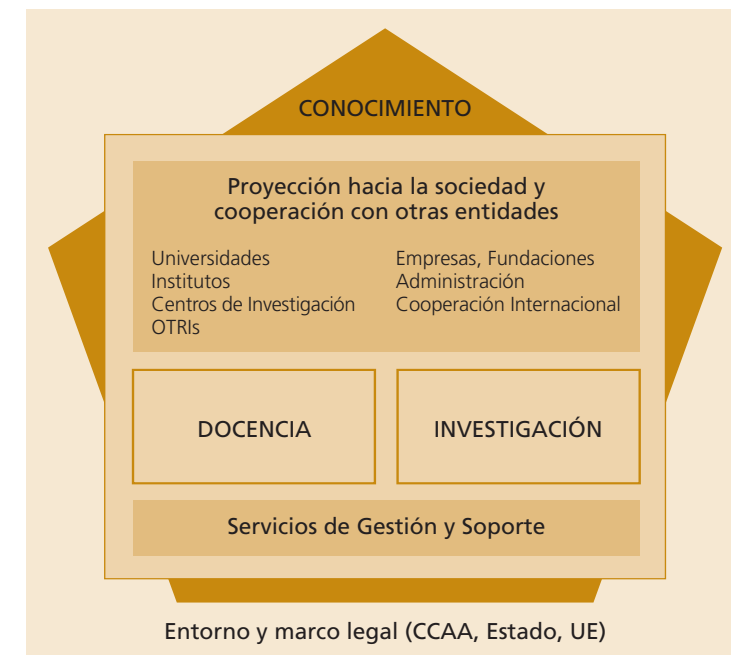 CONOCIMIENTO
Proyección hacia la sociedad y
cooperación con otras entidades
Universidades
Institutos
Centros de Investigación
OTRIs
Empresas, Fundaciones
Administración
Cooperación Internacional
DOCENCIA
INVESTIGACIÓN
Servicios de Gestión y Soporte
Entorno y marco legal (CCAA, Estado, UE)